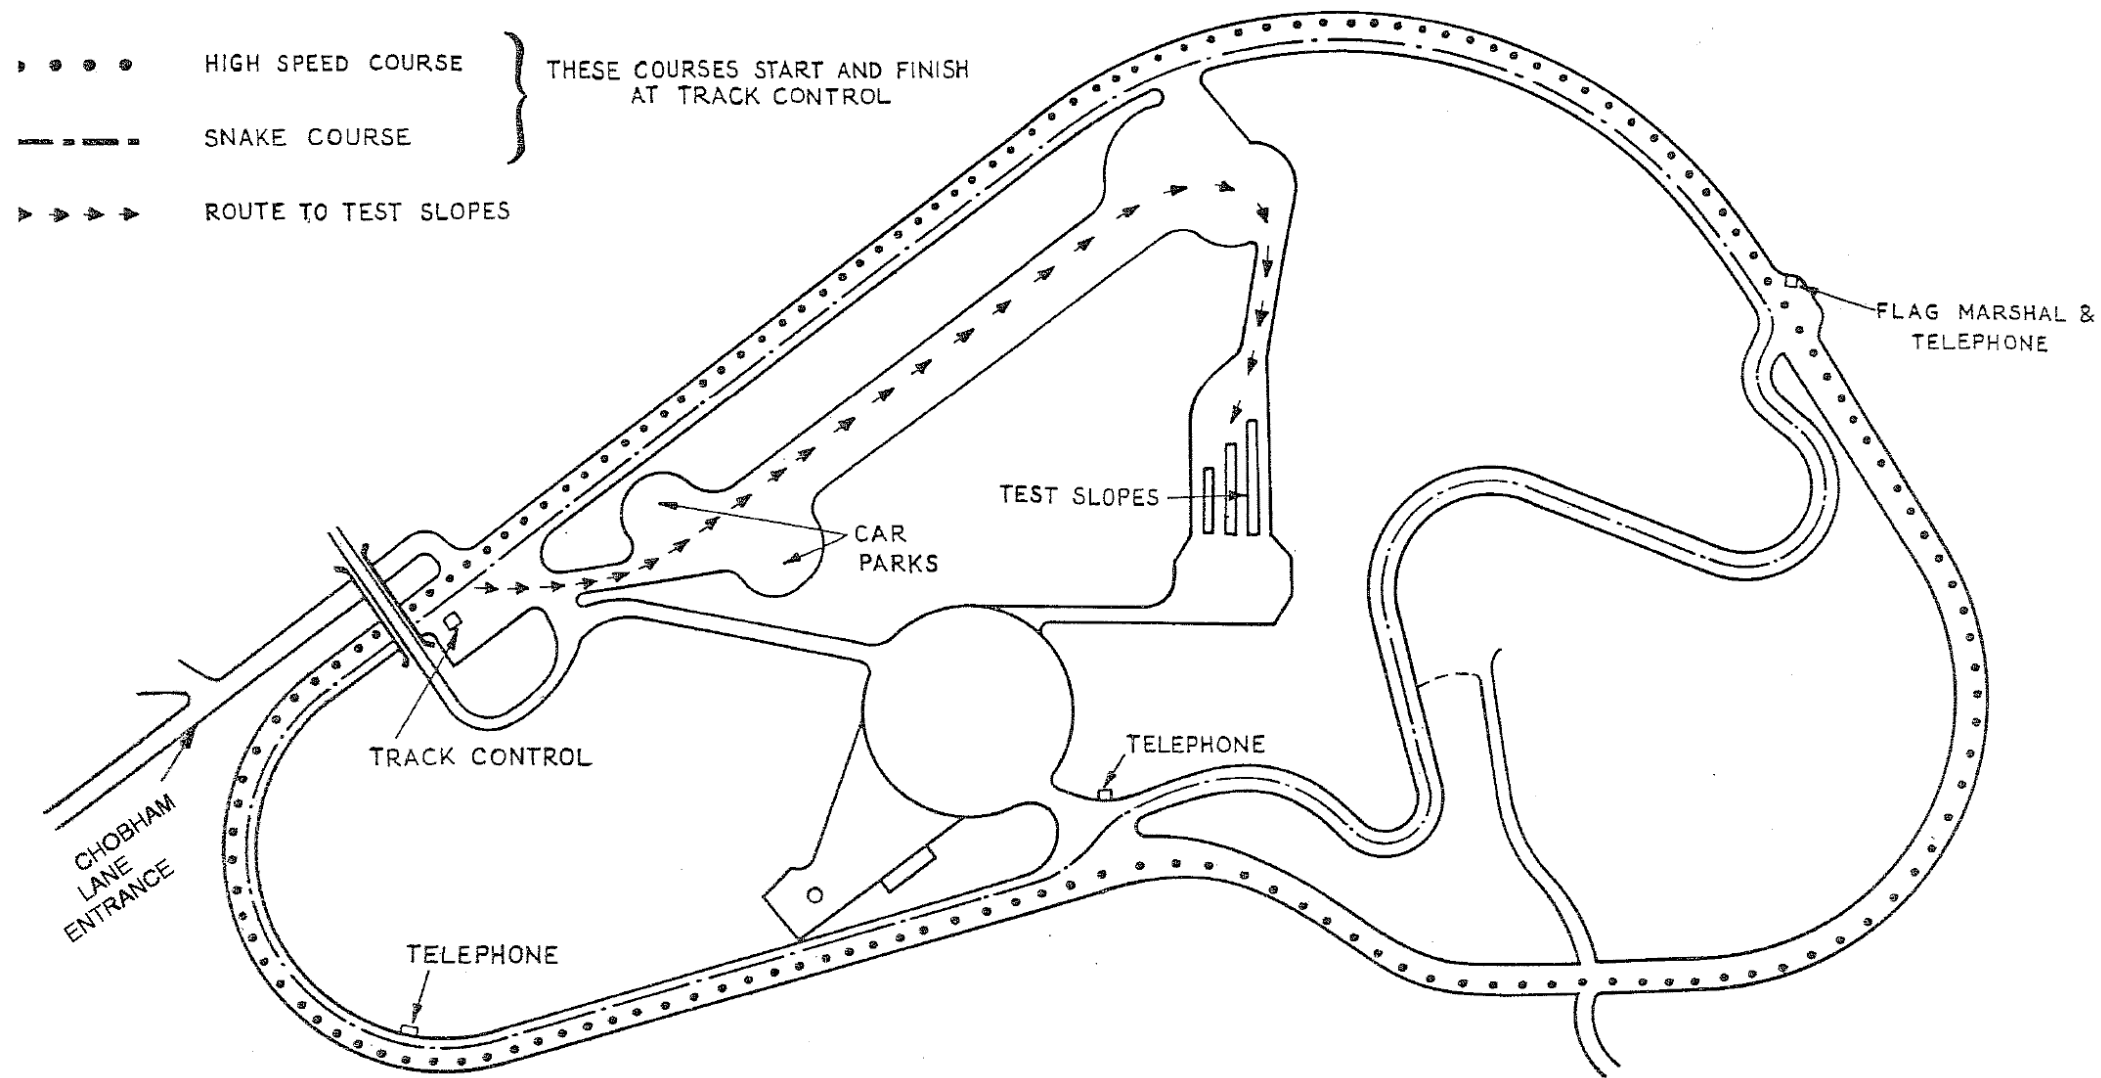 HIGH SPEED COURSE
SNAKE COURSE
THESE COURSES START AND FINISH
AT TRACK CONTROL
ROUTE TO TEST SLOPES
FLAG MARSHAL &
TELEPHONE
TEST SLOPES
CAR
PARKS
TRACK CONTROL
TELEPHONE
CHOBHAM
LANE
ENTRANCE
TELEPHONE